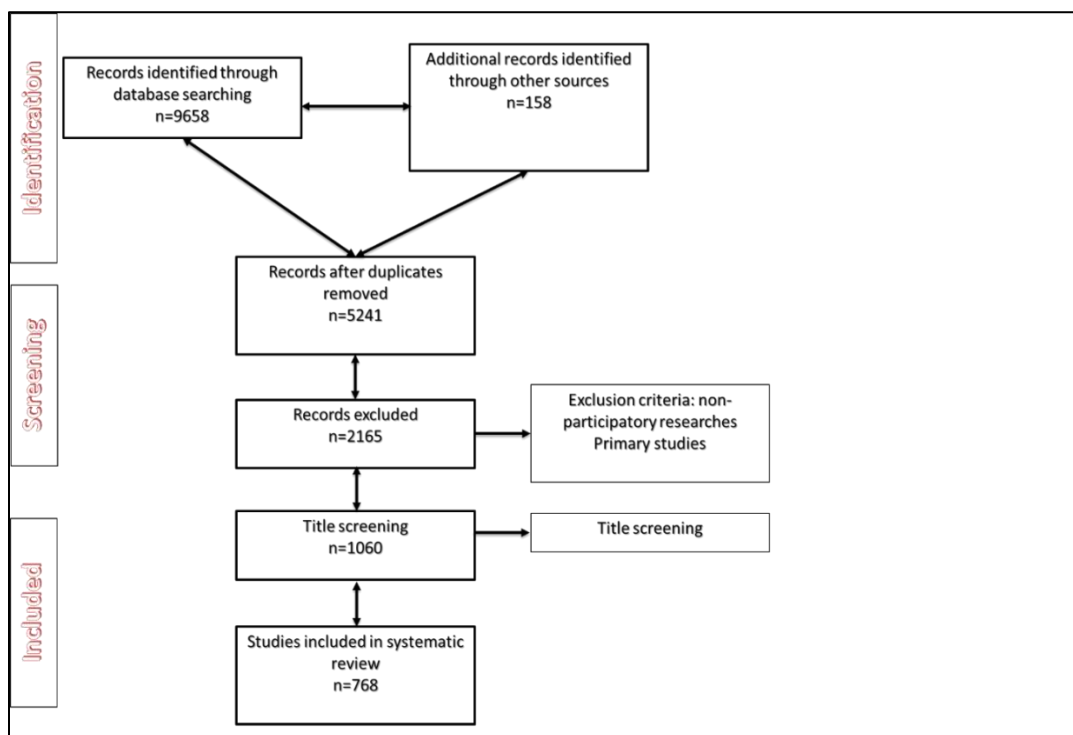 Identification
Records identified through
database searching
n=9658
Additional records identified
through other sources
n=158
Screening
Records after duplicates
removed
n=5241
Records excluded
n=2165
Exclusion criteria: non-
participatory researches
Primary studies
Included
Title screening
n=1060
Title screening
Studies included in systematic
review
n=768